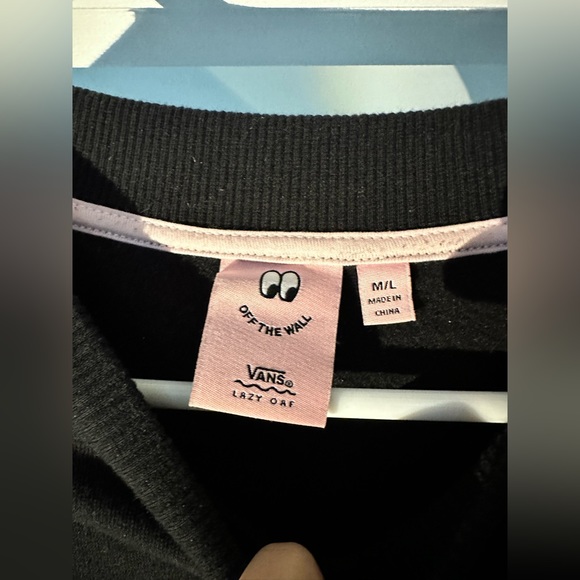 OFF THE WALL
VANS®
LAZY OAF
M/L
MADE IN
CHINA